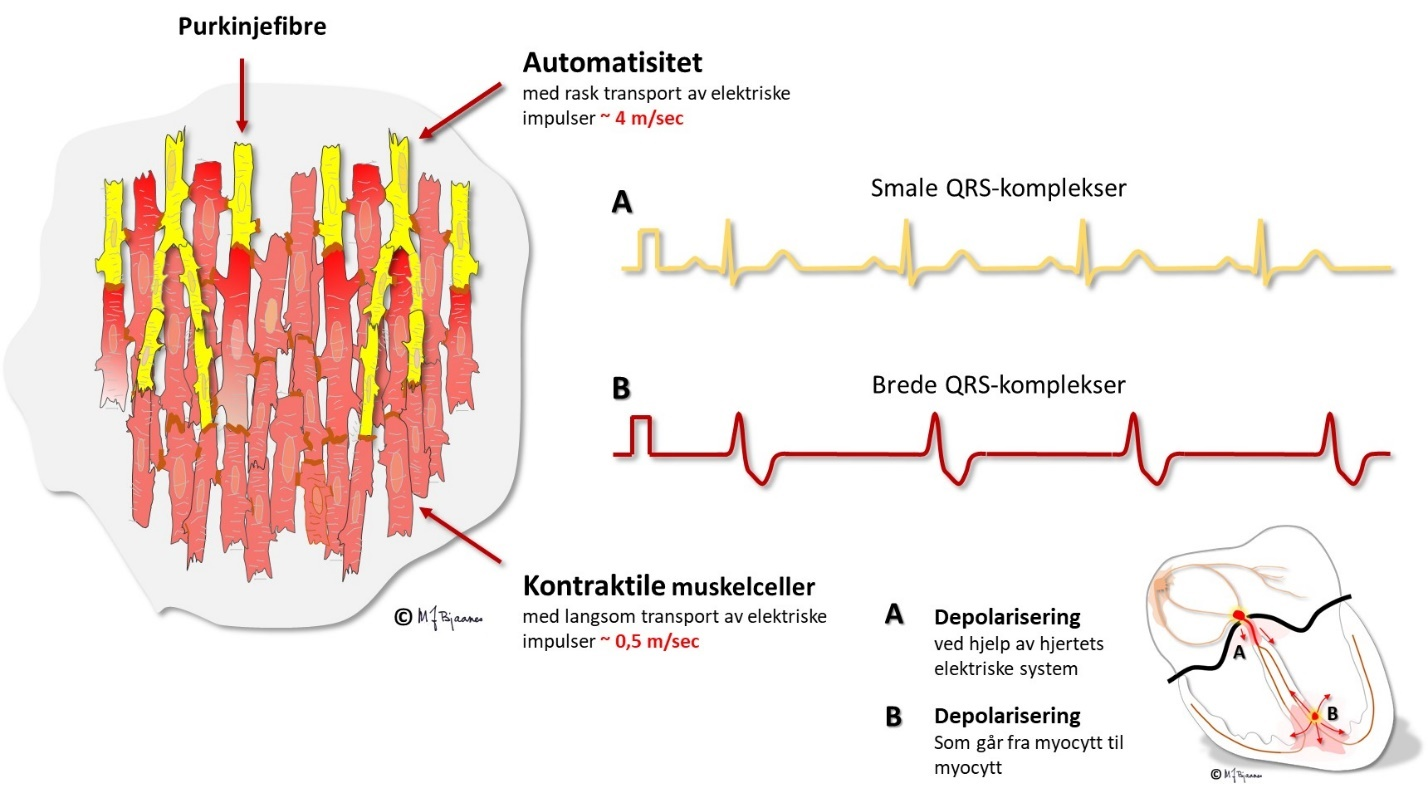 Purkinjefibre
Automatisitet
med rask transport av elektriske
impulser ~ 4 m/sec
A
Smale QRS-komplekser
B
Brede QRS-komplekser
Kontraktile muskelceller
med langsom transport av elektriske
impulser ~ 0,5 m/sec
© MJ Bjaanes
A
Depolarisering
ved hjelp av hjertets
elektriske system
B
Depolarisering
Som går fra myocytt til
myocytt
A
B
© MJ Bjaanes